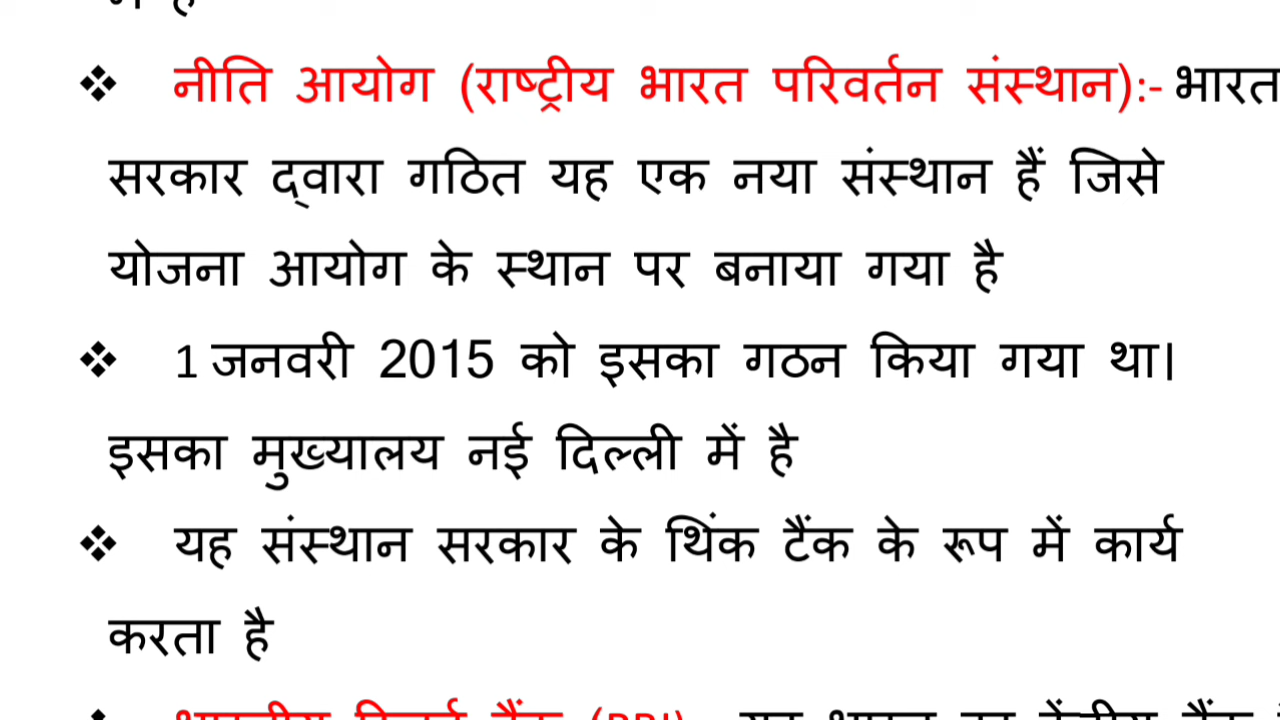 ❖ नीति आयोग (राष्ट्रीय भारत परिवर्तन संस्थान):- भारत
सरकार द्वारा गठित यह एक नया संस्थान हैं जिसे
योजना आयोग के स्थान पर बनाया गया है
❖ 1 जनवरी 2015 को इसका गठन किया गया था।
इसका मुख्यालय नई दिल्ली में है
❖ यह संस्थान सरकार के थिंक टैंक के रूप में कार्य
करता है